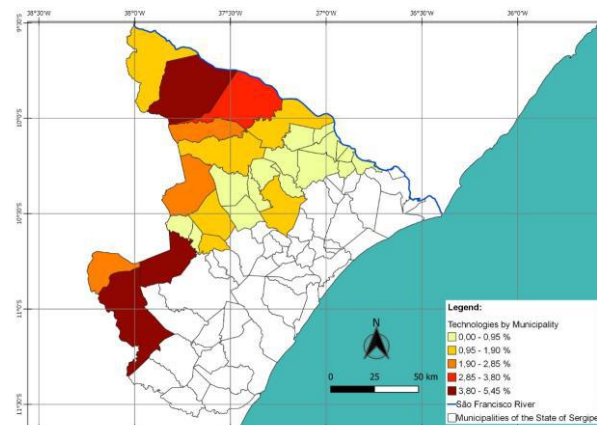 38°30'S 38°0'S 37°30'S 37°0'S 36°30'S 36°0'S
9°30'S
10°0'S
10°30'S
11°0'S
11°30'S
N
0 25 50 km
Legend:
Technologies by Municipality
0,00 - 0,95 %
0,95 - 1,90 %
1,90 - 2,85 %
2,85 - 3,80 %
3,80 - 5,45 %
São Francisco River
Municipalities of the State of Sergipe